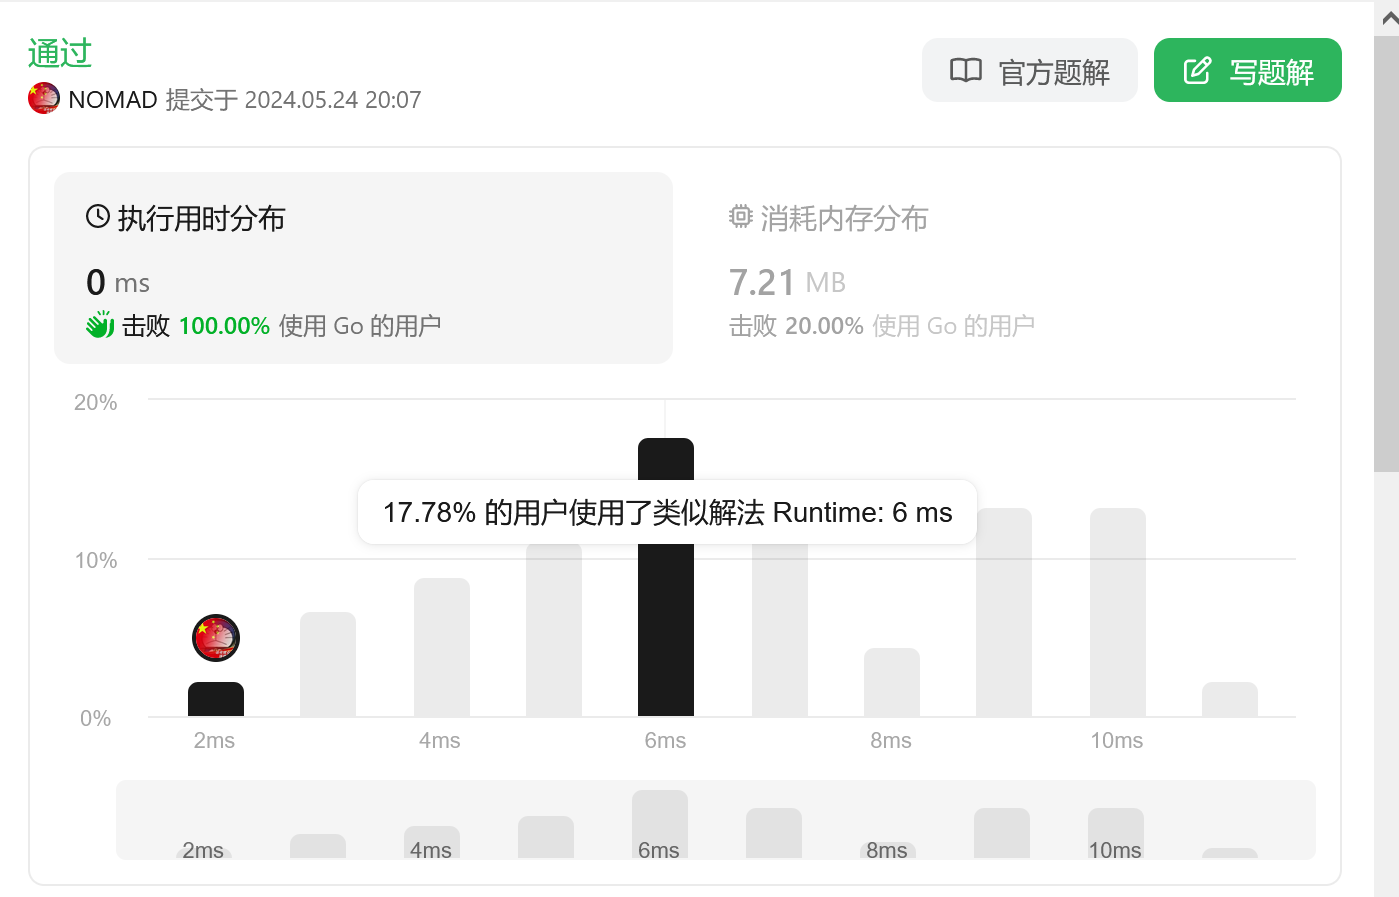 通过
NOMAD 提交于 2024.05.24 20:07
官方题解
写题解
执行用时分布
0 ms
击败 100.00% 使用 Go 的用户
消耗内存分布
7.21 MB
击败 20.00% 使用 Go 的用户
20%
17.78% 的用户使用了类似解法 Runtime: 6 ms
10%
0%
2ms 4ms 6ms 8ms 10ms
2ms 4ms 6ms 8ms 10ms